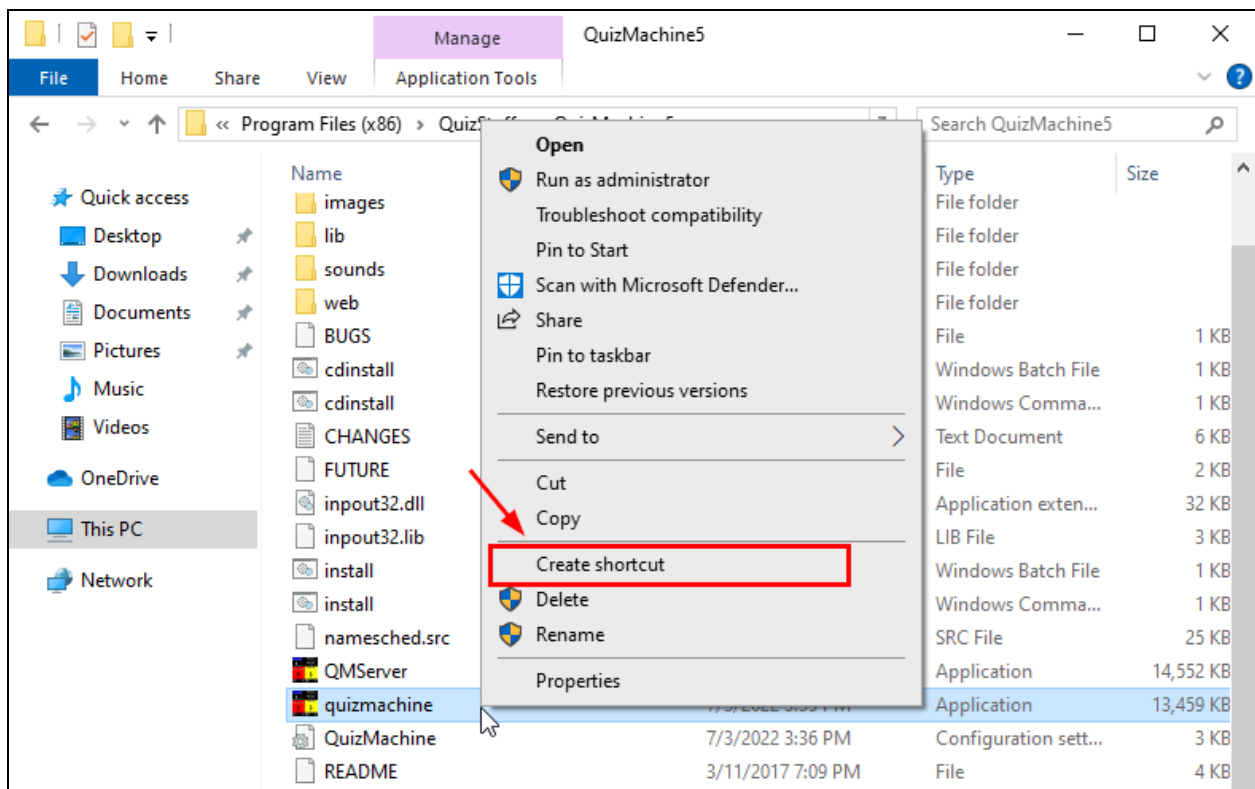 Manage
QuizMachine5
File
Home
Share
View
Application Tools
« Program Files (x86) >
Search QuizMachine5
Quick access
Desktop
Downloads
Documents
Pictures
Music
Videos
OneDrive
This PC
Network
Name
Type
Size
images
File folder
lib
File folder
sounds
File folder
web
File folder
BUGS
File
1 KB
cdinstall
Windows Batch File
1 KB
cdinstall
Windows Comma...
1 KB
CHANGES
Text Document
6 KB
FUTURE
File
2 KB
inpout32.dll
Application exten...
32 KB
inpout32.lib
LIB File
3 KB
install
Windows Batch File
1 KB
install
Windows Comma...
1 KB
namesched.src
SRC File
25 KB
QMServer
Application
14,552 KB
quizmachine
Application
13,459 KB
QuizMachine
7/3/2022 3:36 PM
Configuration sett...
3 KB
README
3/11/2017 7:09 PM
File
4 KB
Open
Run as administrator
Troubleshoot compatibility
Pin to Start
Scan with Microsoft Defender...
Share
Pin to taskbar
Restore previous versions
Send to
Cut
Copy
Create shortcut
Delete
Rename
Properties